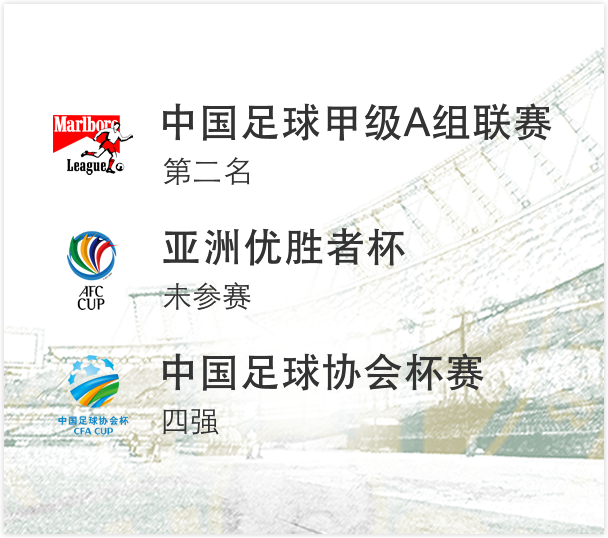 中国足球甲级A组联赛
Marlboro
League
第二名
亚洲优胜者杯
AFC
CUP
未参赛
中国足球协会杯赛
中国足球协会杯
CFA CUP
四强